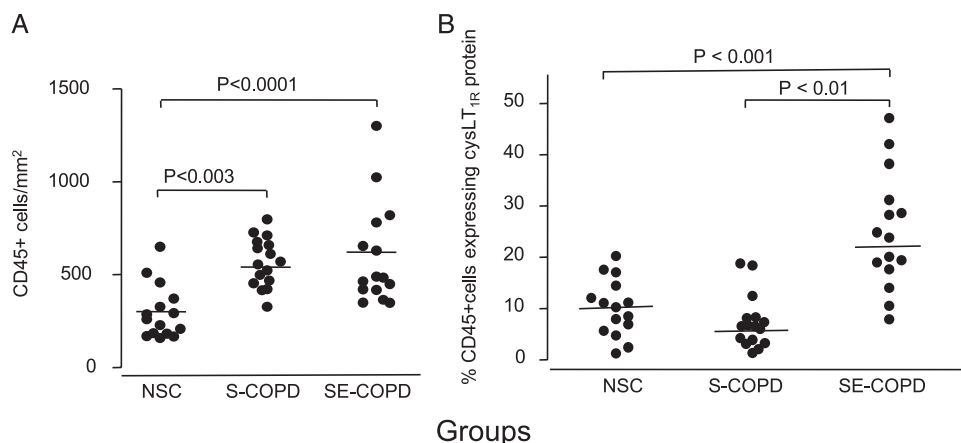 A
CD45+ cells/mm²
1500
1000
500
0
P<0.0001
P<0.003
NSC S-COPD SE-COPD
B
% CD45+cells expressing cysLT1R protein
50
40
30
20
10
0
P < 0.001
P < 0.01
NSC S-COPD SE-COPD
Groups